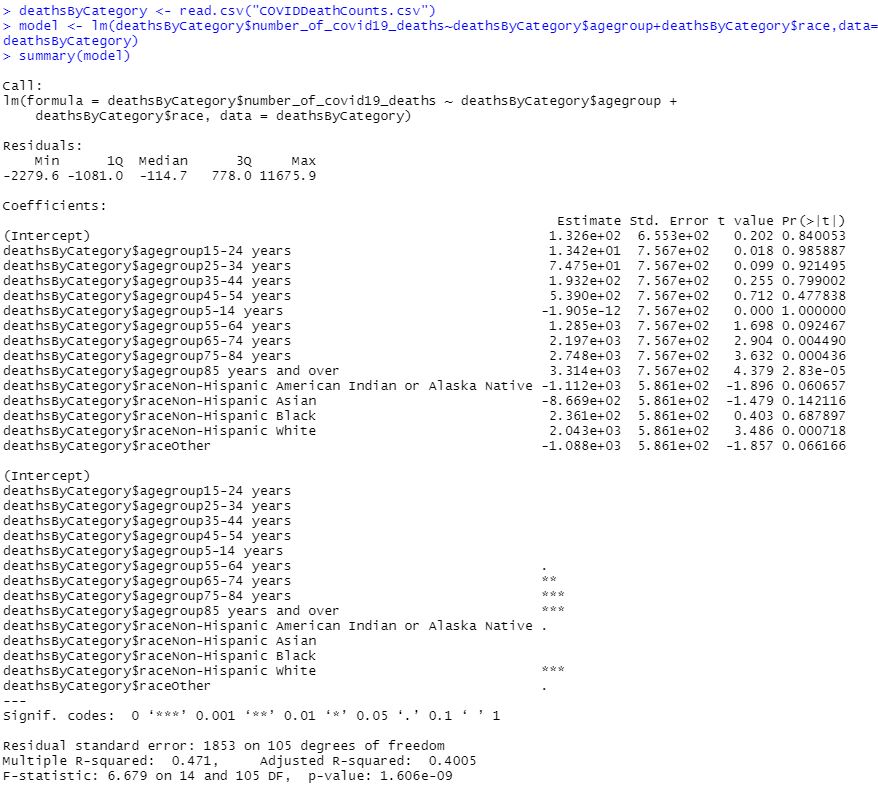 > deathsByCategory <- read.csv("COVIDDeathCounts.csv")
> model <- lm(deathsByCategory$number_of_covid19_deaths~deathsByCategory$agegroup+deathsByCategory$race,data=
deathsByCategory)
> summary(model)
Call:
lm(formula = deathsByCategory$number_of_covid19_deaths ~ deathsByCategory$agegroup +
    deathsByCategory$race, data = deathsByCategory)
Residuals:
    Min      1Q  Median      3Q     Max
-2279.6 -1081.0  -114.7   778.0 11675.9
Coefficients:
Estimate Std. Error t value Pr(>|t|)
(Intercept) 1.326e+02 6.553e+02 0.202 0.840053
deathsByCategory$agegroup15-24 years 1.342e+01 7.567e+02 0.018 0.985887
deathsByCategory$agegroup25-34 years 7.475e+01 7.567e+02 0.099 0.921495
deathsByCategory$agegroup35-44 years 1.932e+02 7.567e+02 0.255 0.799002
deathsByCategory$agegroup45-54 years 5.390e+02 7.567e+02 0.712 0.477838
deathsByCategory$agegroup5-14 years -1.905e-12 7.567e+02 0.000 1.000000
deathsByCategory$agegroup55-64 years 1.285e+03 7.567e+02 1.698 0.092467
deathsByCategory$agegroup65-74 years 2.197e+03 7.567e+02 2.904 0.004490
deathsByCategory$agegroup75-84 years 2.748e+03 7.567e+02 3.632 0.000436
deathsByCategory$agegroup85 years and over 3.314e+03 7.567e+02 4.379 2.83e-05
deathsByCategory$raceNon-Hispanic American Indian or Alaska Native -1.112e+03 5.861e+02 -1.896 0.060657
deathsByCategory$raceNon-Hispanic Asian -8.669e+02 5.861e+02 -1.479 0.142116
deathsByCategory$raceNon-Hispanic Black 2.361e+02 5.861e+02 0.403 0.687897
deathsByCategory$raceNon-Hispanic White 2.043e+03 5.861e+02 3.486 0.000718
deathsByCategory$raceOther -1.088e+03 5.861e+02 -1.857 0.066166
(Intercept)
deathsByCategory$agegroup15-24 years
deathsByCategory$agegroup25-34 years
deathsByCategory$agegroup35-44 years
deathsByCategory$agegroup45-54 years
deathsByCategory$agegroup5-14 years
deathsByCategory$agegroup55-64 years .
deathsByCategory$agegroup65-74 years **
deathsByCategory$agegroup75-84 years ***
deathsByCategory$agegroup85 years and over ***
deathsByCategory$raceNon-Hispanic American Indian or Alaska Native .
deathsByCategory$raceNon-Hispanic Asian
deathsByCategory$raceNon-Hispanic Black
deathsByCategory$raceNon-Hispanic White ***
deathsByCategory$raceOther .
---
Signif. codes:  0 ‘***’ 0.001 ‘**’ 0.01 ‘*’ 0.05 ‘.’ 0.1 ‘ ’ 1
Residual standard error: 1853 on 105 degrees of freedom
Multiple R-squared:  0.471,	Adjusted R-squared:  0.4005
F-statistic: 6.679 on 14 and 105 DF,  p-value: 1.606e-09